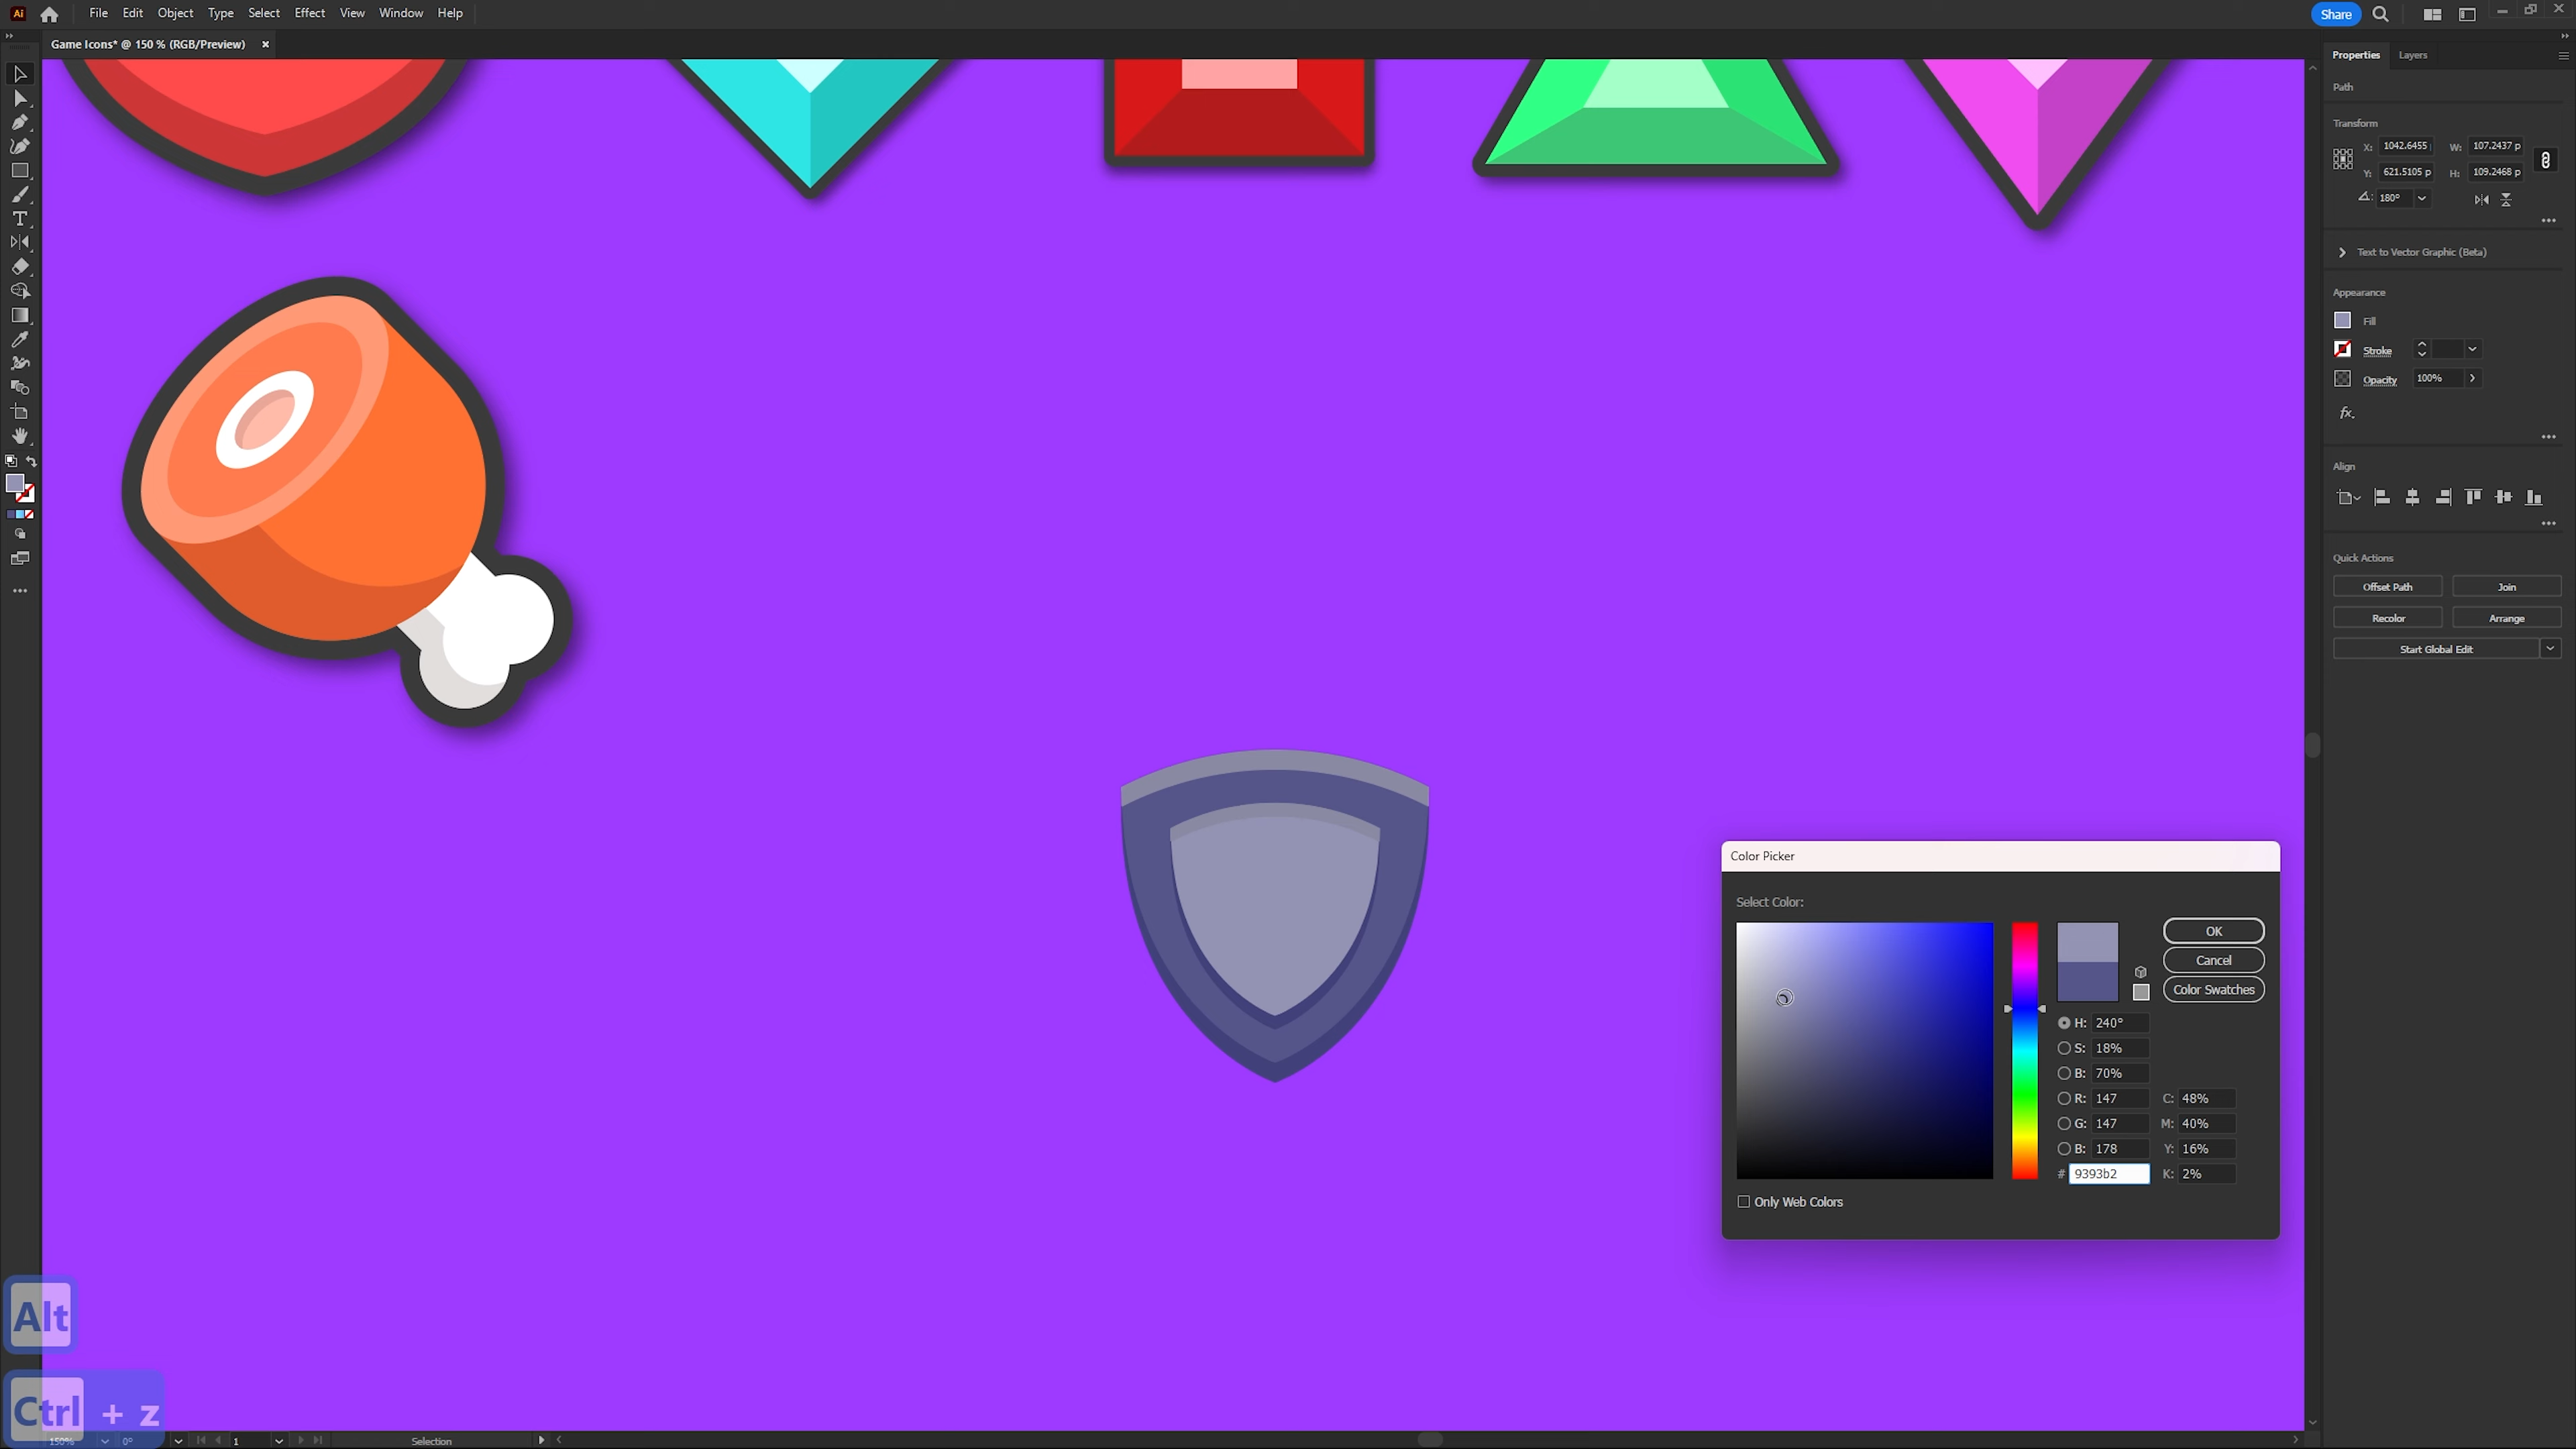 Ai File Edit Object Type Select Effect View Window Help Share
Game Icons* @ 150 % (RGB/Preview) ×
Properties Layers
Path
Transform
X: 1042.6455 W: 107.2437 p
Y: 621.5105 p H: 109.2468 p
180°
Text to Vector Graphic (Beta)
Appearance
Fill
Stroke
Opacity 100%
fx.
Align
Quick Actions
Offset Path Join
Recolor Arrange
Start Global Edit
Color Picker
Select Color:
OK
Cancel
Color Swatches
H: 240°
S: 18%
B: 70%
R: 147 C: 48%
G: 147 M: 40%
B: 178 Y: 16%
# 9393b2 K: 2%
Only Web Colors
Alt
Ctrl + z
150% 0° 1 Selection